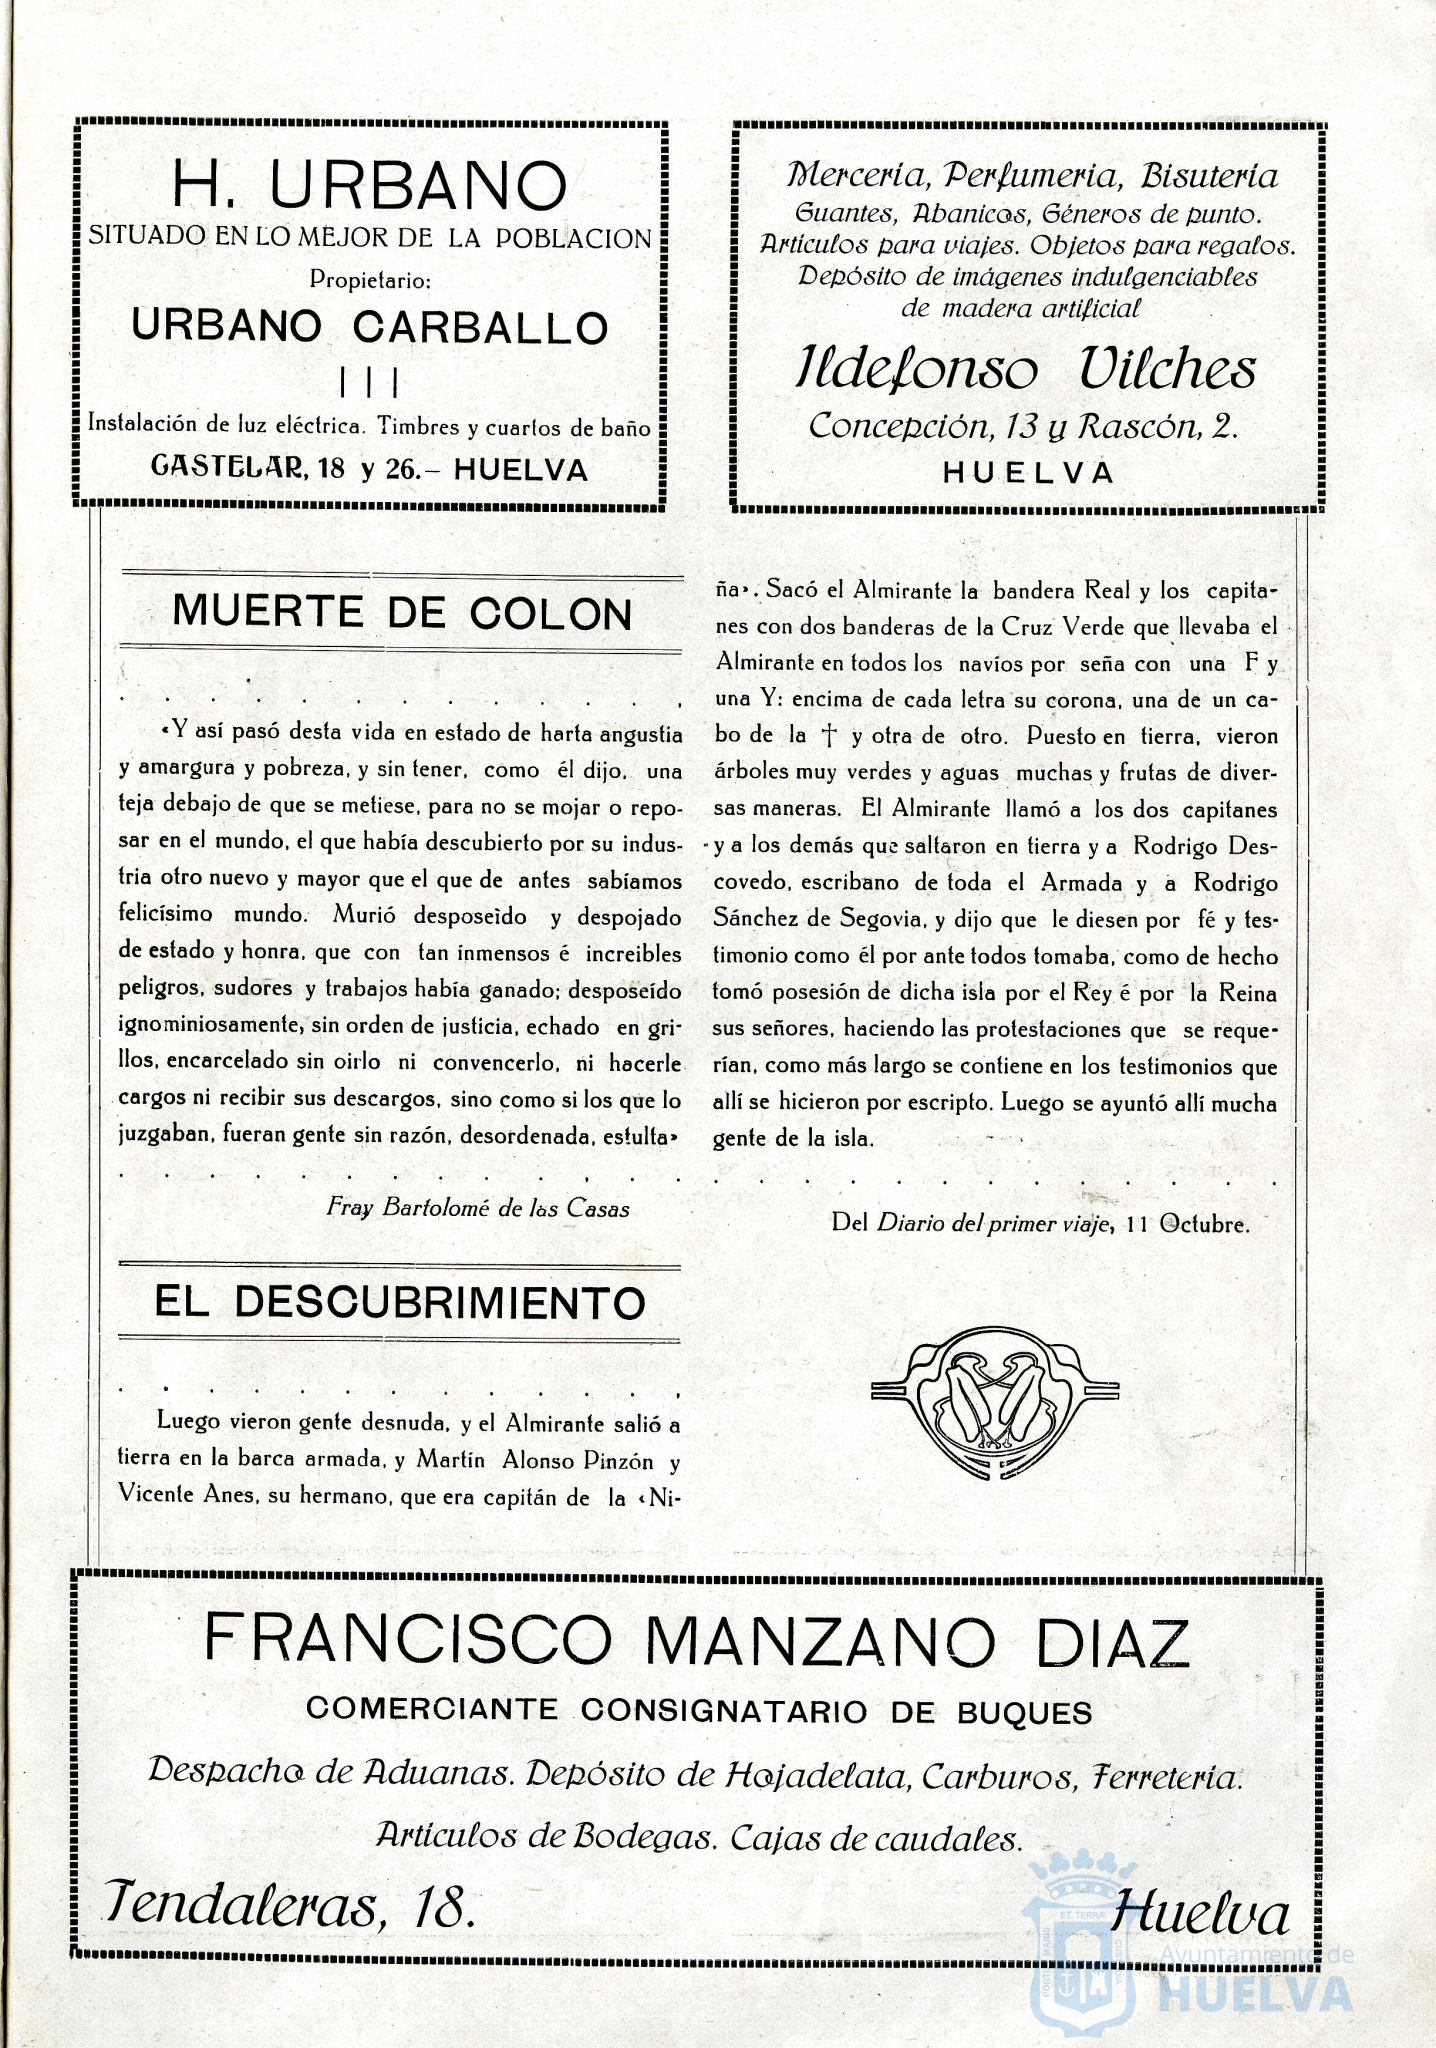 H. URBANO
SITUADO EN LO MEJOR DE LA POBLACION
Propietario:
URBANO CARBALLO
Instalación de luz eléctrica. Timbres y cuartos de baño
CASTELAR, 18 y 26.- HUELVA
Mercería, Perfumería, Bisutería
Guantes, Abanicos, Géneros de punto.
Artículos para viajes. Objetos para regalos.
Depósito de imágenes indulgenciables
de madera artificial
Ildefonso Vilches
Concepción, 13 y Rascón, 2.
HUELVA
MUERTE DE COLON
«Y así pasó desta vida en estado de harta angustia
y amargura y pobreza, y sin tener, como él dijo, una
teja debajo de que se metiese, para no se mojar o repo-
sar en el mundo, el que había descubierto por su indus-
tria otro nuevo y mayor que el que de antes sabíamos
felicísimo mundo. Murió desposeído y despojado
de estado y honra, que con tan inmensos é increibles
peligros, sudores y trabajos había ganado; desposeído
ignominiosamente, sin orden de justicia, echado en gri-
llos, encarcelado sin oirlo ni convencerlo, ni hacerle
cargos ni recibir sus descargos, sino como si los que lo
juzgaban, fueran gente sin razón, desordenada, estulta»
Fray Bartolomé de las Casas
EL DESCUBRIMIENTO
Luego vieron gente desnuda, y el Almirante salió a
tierra en la barca armada, y Martín Alonso Pinzón y
Vicente Anes, su hermano, que era capitán de la «Ni-
ña». Sacó el Almirante la bandera Real y los capita-
nes con dos banderas de la Cruz Verde que llevaba el
Almirante en todos los navíos por seña con una F y
una Y: encima de cada letra su corona, una de un ca-
bo de la † y otra de otro. Puesto en tierra, vieron
árboles muy verdes y aguas muchas y frutas de diver-
sas maneras. El Almirante llamó a los dos capitanes
y a los demás que saltaron en tierra y a Rodrigo Des-
covedo, escribano de toda el Armada y a Rodrigo
Sánchez de Segovia, y dijo que le diesen por fé y tes-
timonio como él por ante todos tomaba, como de hecho
tomó posesión de dicha isla por el Rey é por la Reina
sus señores, haciendo las protestaciones que se reque-
rían, como más largo se contiene en los testimonios que
allí se hicieron por escripto. Luego se ayuntó allí mucha
gente de la isla.
Del Diario del primer viaje, 11 Octubre.
FRANCISCO MANZANO DIAZ
COMERCIANTE CONSIGNATARIO DE BUQUES
Despacho de Aduanas. Depósito de Hojadelata, Carburos, Ferretería.
Artículos de Bodegas. Cajas de caudales.
Tendaleras, 18.
Huelva
Ayuntamiento de
HUELVA